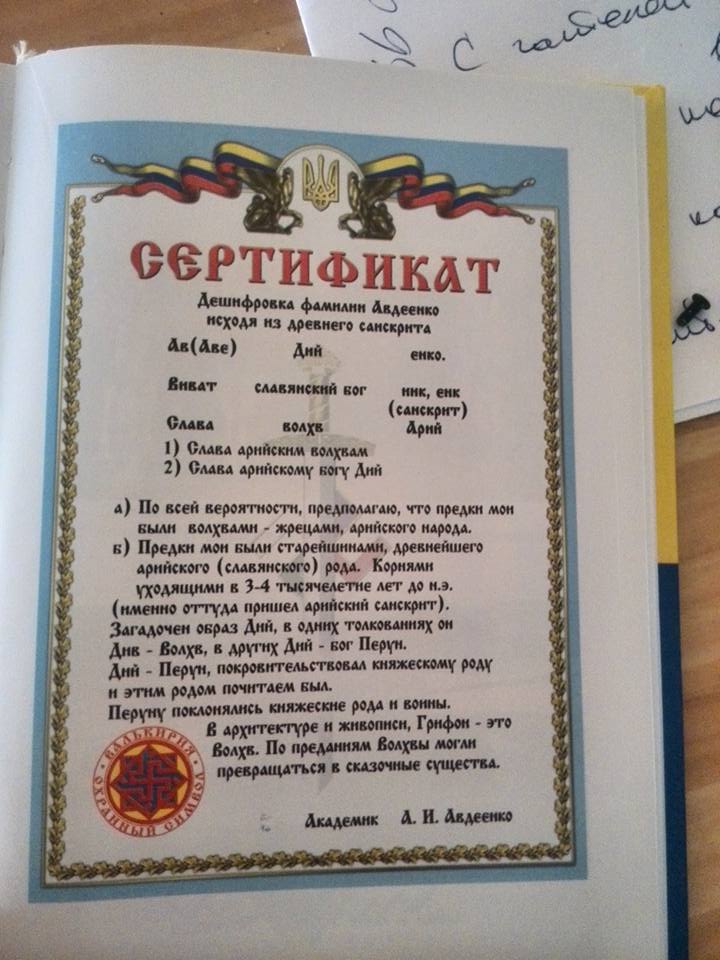 С
СЕРТИФИКАТ
Дешифровка фамилии Авдеенко
исходя из древнего санскрита
Ав(Аве) Дий енко.
Виват славянский бог ник, енк
(санскрит)
Слава волхв Арий
1) Слава арийским волхвам
2) Слава арийскому богу Дий
а) По всей вероятности, предполагаю, что предки мои
были волхвами - жрецами, арийского народа.
б) Предки мои были старейшинами, древнейшего
арийского (славянского) рода. Корнями
уходящими в 3-4 тысячелетие лет до н.э.
(именно оттуда пришел арийский санскрит).
Загадочен образ Дий, в одних толкованиях он
Див - Волхв, в других Дий - бог Перун.
Дий - Перун, покровительствовал княжескому роду
и этим родом почитаем был.
Перуну поклонялись княжеские рода и воины.
В архитектуре и живописи, Грифон - это
Волхв. По преданиям Волхвы могли
превращаться в сказочные существа.
ВАЛЬКИРИЯ
ОХРАННЫЙ СИМВОЛ
Академик А. И. Авдеенко